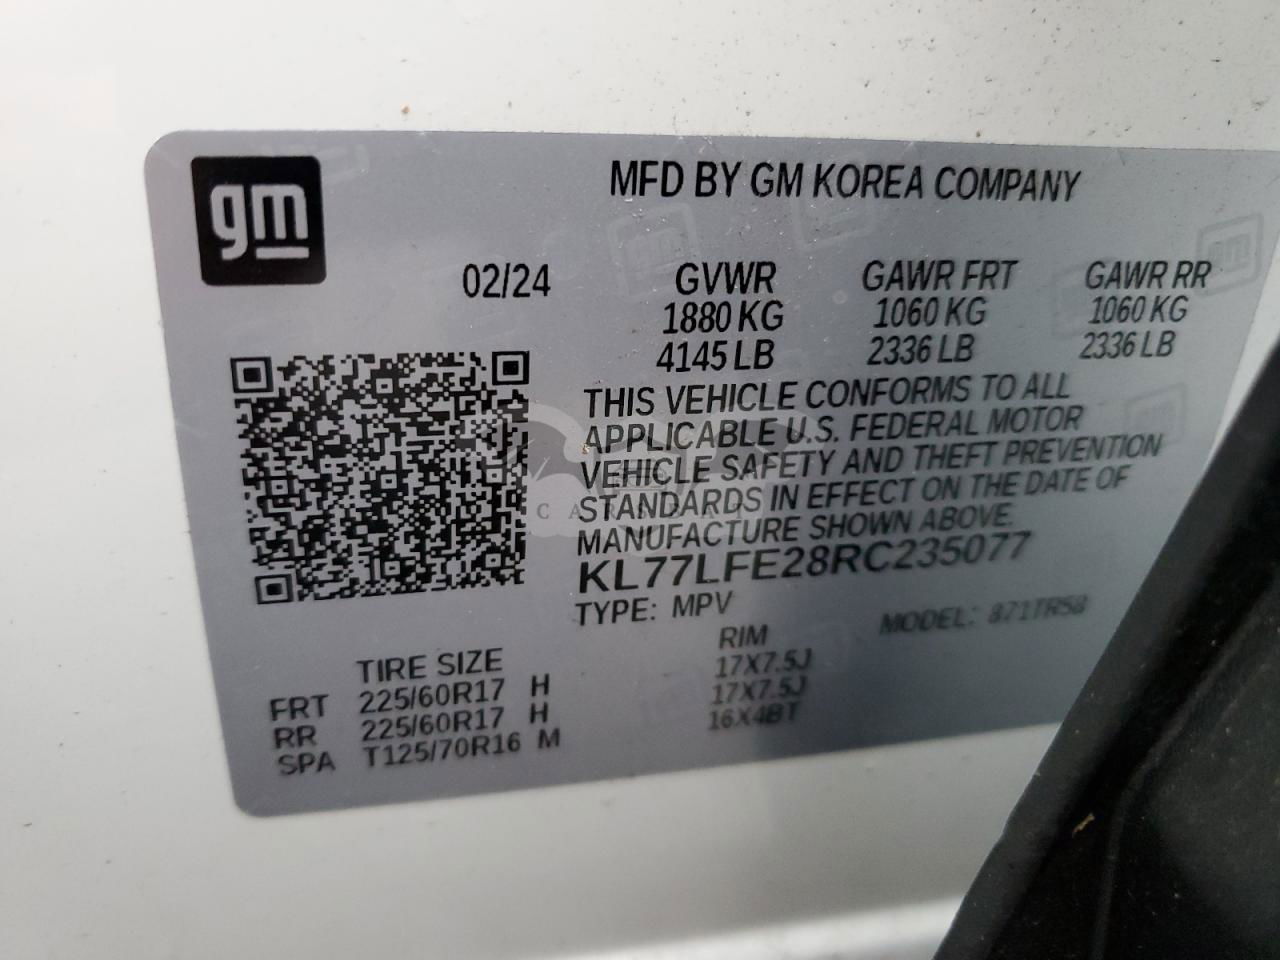 gm
MFD BY GM KOREA COMPANY
02/24 GVWR GAWR FRT GAWR RR
1880 KG 1060 KG 1060 KG
4145 LB 2336 LB 2336 LB
THIS VEHICLE CONFORMS TO ALL
APPLICABLE U.S. FEDERAL MOTOR
VEHICLE SAFETY AND THEFT PREVENTION
STANDARDS IN EFFECT ON THE DATE OF
MANUFACTURE SHOWN ABOVE.
KL77LFE28RC235077
TYPE: MPV MODEL: 871TR58
TIRE SIZE RIM
FRT 225/60R17 H 17X7.5J
RR 225/60R17 H 17X7.5J
SPA T125/70R16 M 16X4BT